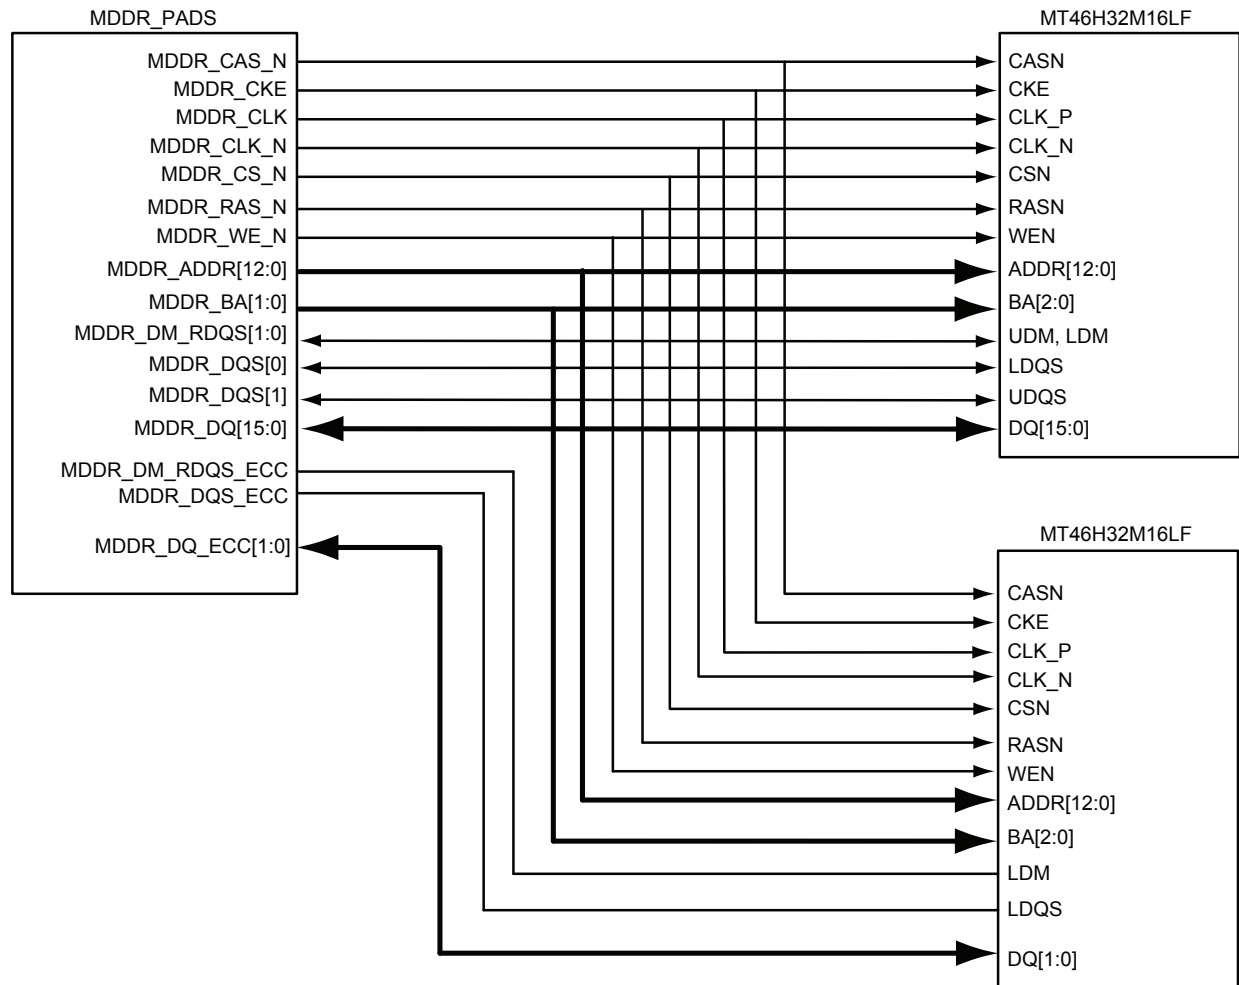 MDDR_PADS
MDDR_CAS_N
MDDR_CKE
MDDR_CLK
MDDR_CLK_N
MDDR_CS_N
MDDR_RAS_N
MDDR_WE_N
MDDR_ADDR[12:0]
MDDR_BA[1:0]
MDDR_DM_RDQS[1:0]
MDDR_DQS[0]
MDDR_DQS[1]
MDDR_DQ[15:0]
MDDR_DM_RDQS_ECC
MDDR_DQS_ECC
MDDR_DQ_ECC[1:0]
MT46H32M16LF
CASN
CKE
CLK_P
CLK_N
CSN
RASN
WEN
ADDR[12:0]
BA[2:0]
UDM, LDM
LDQS
UDQS
DQ[15:0]
MT46H32M16LF
CASN
CKE
CLK_P
CLK_N
CSN
RASN
WEN
ADDR[12:0]
BA[2:0]
LDM
LDQS
DQ[1:0]